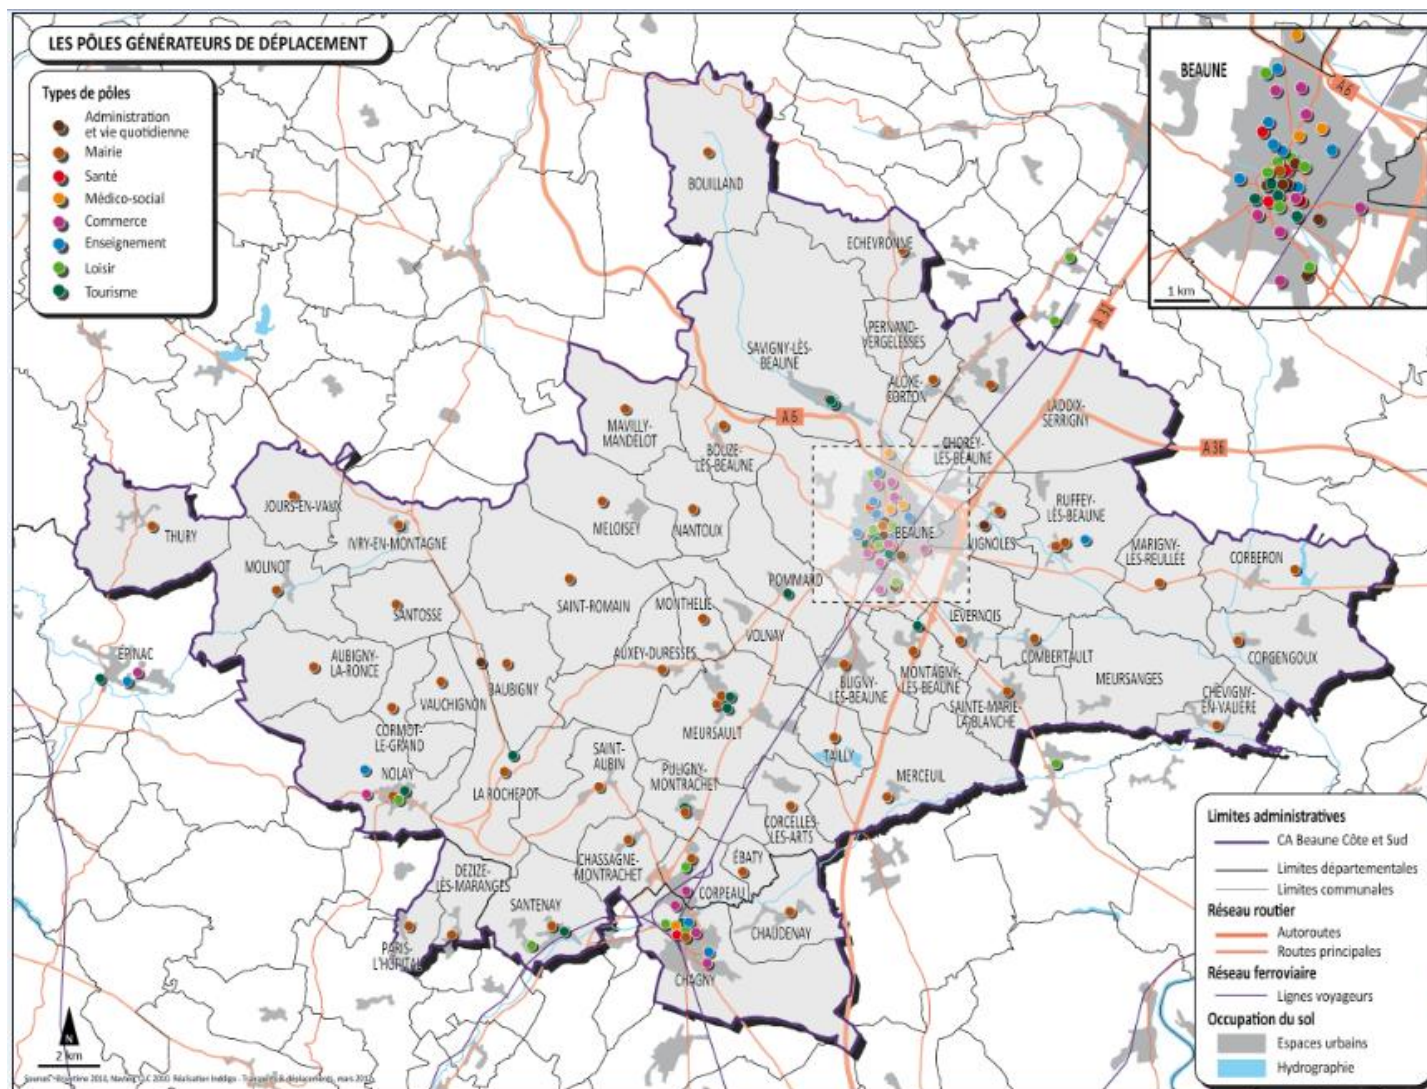 LES PÔLES GÉNÉRATEURS DE DÉPLACEMENT
Types de pôles
Administration
et vie quotidienne
Mairie
Santé
Médico-social
Commerce
Enseignement
Loisir
Tourisme
BEAUNE
A 6
1 km
BOUILLAND
ECHEVRONNE
PERNAND-
VERGELESSES
A 31
SAVIGNY-LÈS-
BEAUNE
ALOXE-
CORTON
LADOIX-
SERRIGNY
A 6
MAVILLY-
MANDELOT
BOUZE-
LÈS-BEAUNE
CHOREY-
LÈS-BEAUNE
A 36
JOURS-EN-VAUX
THURY
IVRY-EN-MONTAGNE
MELOISEY
NANTOUX
BEAUNE
VIGNOLES
RUFFEY-
LÈS-BEAUNE
MARIGNY-
LES-REULLÉE
CORBERON
MOLINOT
SANTOSSE
SAINT-ROMAIN
MONTHELIE
POMMARD
VOLNAY
LEVERNOIS
ÉPINAC
AUBIGNY-
LA-RONCE
VAUCHIGNON
BAUBIGNY
AUXEY-DURESSES
BLIGNY-
LÈS-BEAUNE
MONTAGNY-
LÈS-BEAUNE
COMBERTAULT
MEURSANGES
COPGENGOUX
CHEVIGNY-
EN-VALIÈRE
SAINTE-MARIE-
LA-BLANCHE
CORMOT-
LE-GRAND
MEURSAULT
TAILLY
NOLAY
LA ROCHEPOT
SAINT-
AUBIN
PULIGNY-
MONTRACHET
MERCEUIL
CORCELLES-
LES-ARTS
CHASSAGNE-
MONTRACHET
ÉBATY
DEZIZE-
LÈS-MARANGES
CORPEAU
SANTENAY
CHAUDENAY
PARIS-
L'HÔPITAL
CHAGNY
Limites administratives
CA Beaune Côte et Sud
Limites départementales
Limites communales
Réseau routier
Autoroutes
Routes principales
Réseau ferroviaire
Lignes voyageurs
Occupation du sol
Espaces urbains
Hydrographie
N
2 km